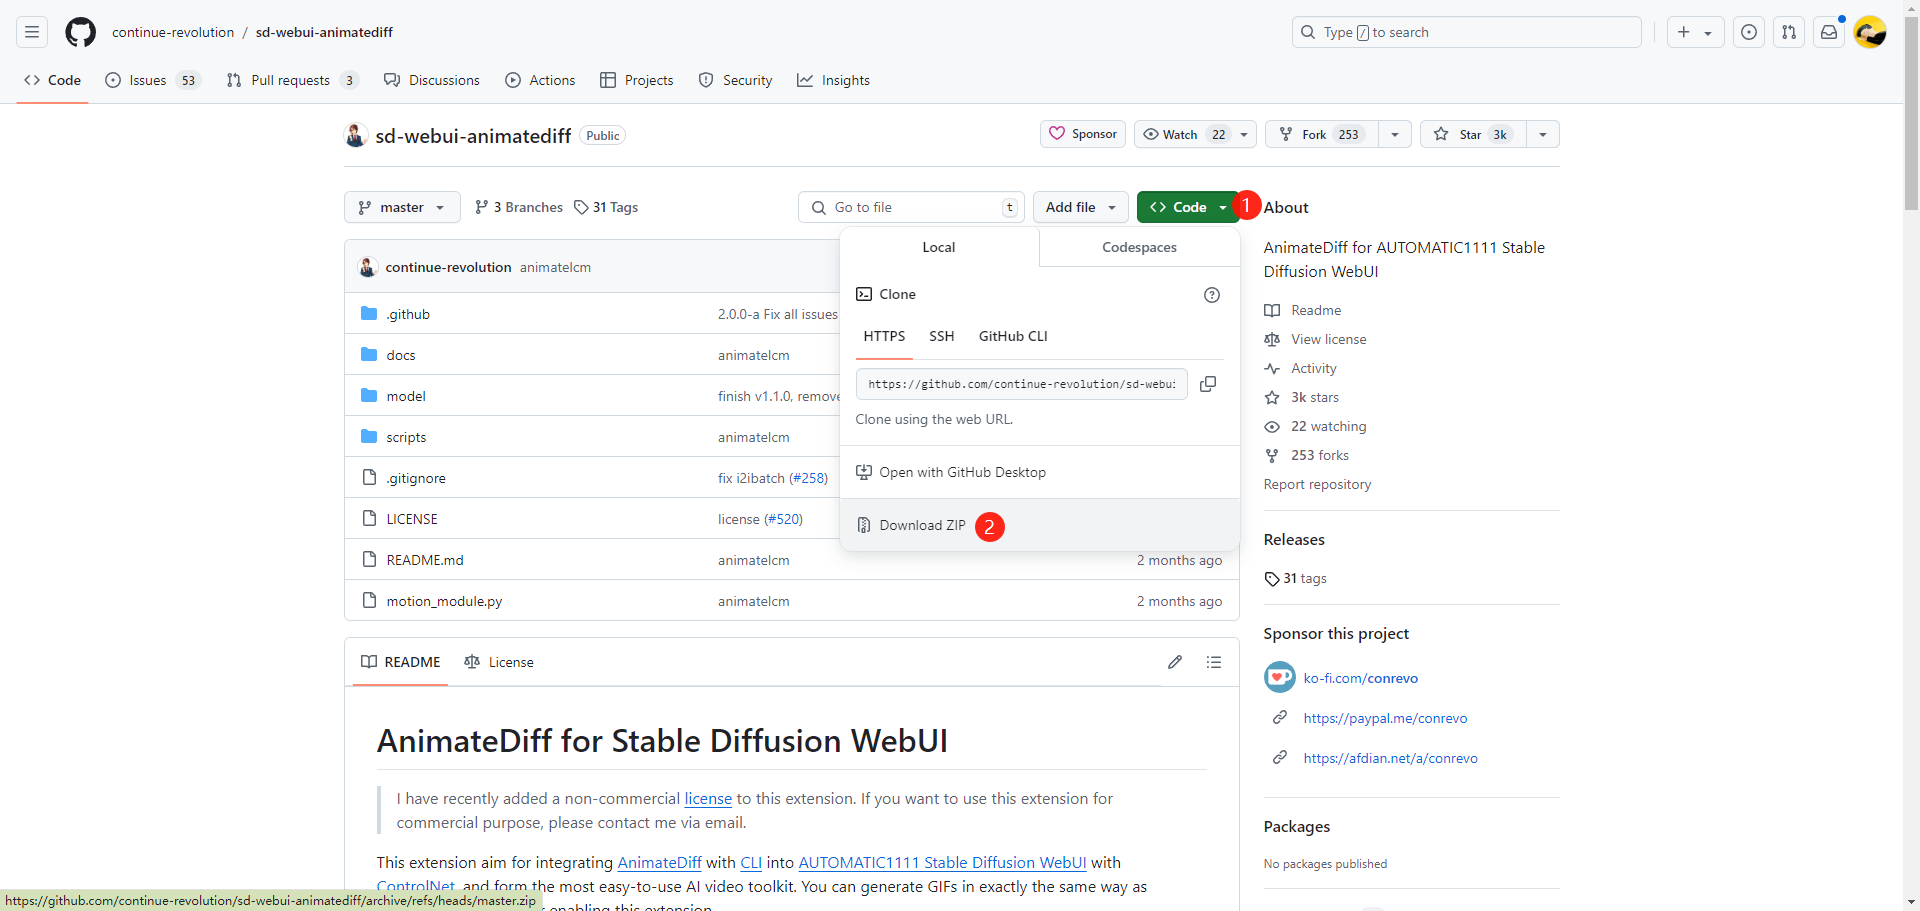 continue-revolution / sd-webui-animatediff
Type / to search
Code
Issues 53
Pull requests 3
Discussions
Actions
Projects
Security
Insights
sd-webui-animatediff Public
Sponsor
Watch 22
Fork 253
Star 3k
master
3 Branches
31 Tags
Go to file t
Add file
Code
1
continue-revolution animatelcm
.github 2.0.0-a Fix all issues
docs animatelcm
model finish v1.1.0, remove
scripts animatelcm
.gitignore fix i2ibatch (#258)
LICENSE license (#520)
README.md animatelcm 2 months ago
motion_module.py animatelcm 2 months ago
Local
Codespaces
Clone
HTTPS
SSH
GitHub CLI
https://github.com/continue-revolution/sd-webui
Clone using the web URL.
Open with GitHub Desktop
Download ZIP
2
About
AnimateDiff for AUTOMATIC1111 Stable
Diffusion WebUI
Readme
View license
Activity
3k stars
22 watching
253 forks
Report repository
Releases
31 tags
Sponsor this project
ko-fi.com/conrevo
https://paypal.me/conrevo
https://afdian.net/a/conrevo
Packages
No packages published
README
License
AnimateDiff for Stable Diffusion WebUI
I have recently added a non-commercial license to this extension. If you want to use this extension for
commercial purpose, please contact me via email.
This extension aim for integrating AnimateDiff with CLI into AUTOMATIC1111 Stable Diffusion WebUI with
ControlNet, and form the most easy-to-use AI video toolkit. You can generate GIFs in exactly the same way as
enabling this extension.
https://github.com/continue-revolution/sd-webui-animatediff/archive/refs/heads/master.zip